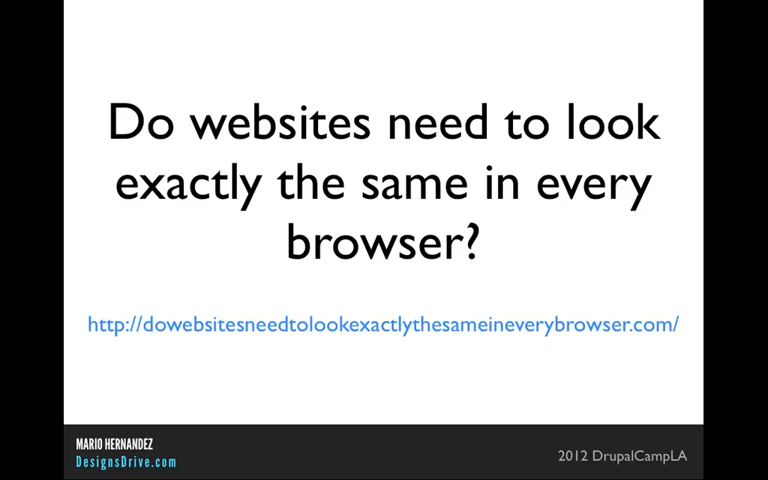 Do websites need to look
exactly the same in every
browser?
http://dowebsitesneedtolookexactlythesameineverybrowser.com/
MARIO HERNANDEZ
DesignsDrive.com
2012 DrupalCampLA